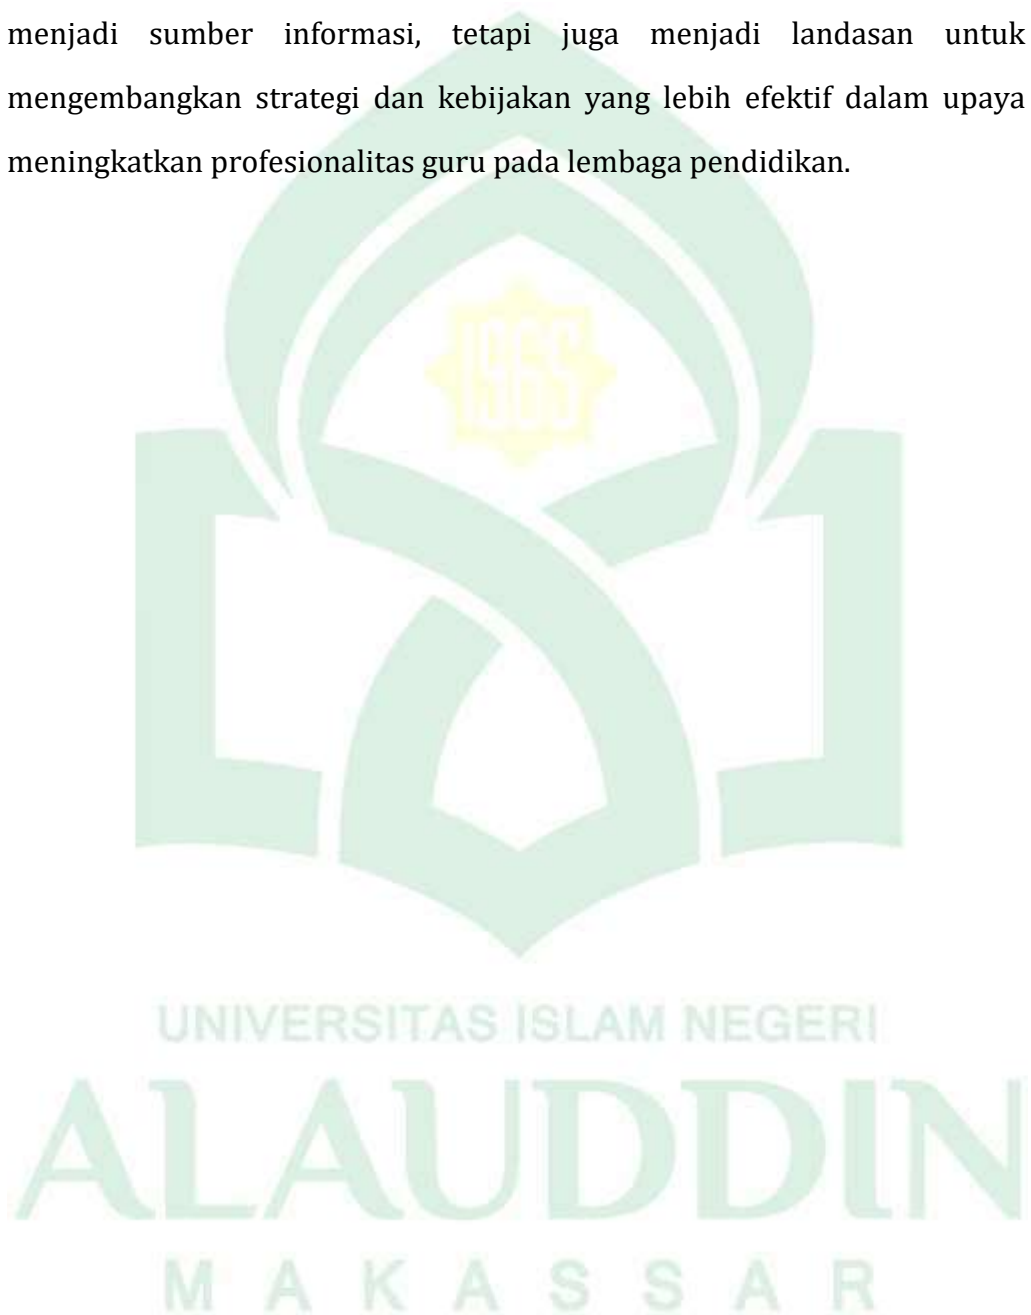 menjadi sumber informasi, tetapi juga menjadi landasan untuk
mengembangkan strategi dan kebijakan yang lebih efektif dalam upaya
meningkatkan profesionalitas guru pada lembaga pendidikan.
1965
UNIVERSITAS ISLAM NEGERI
ALAUDDIN
MAKASSAR